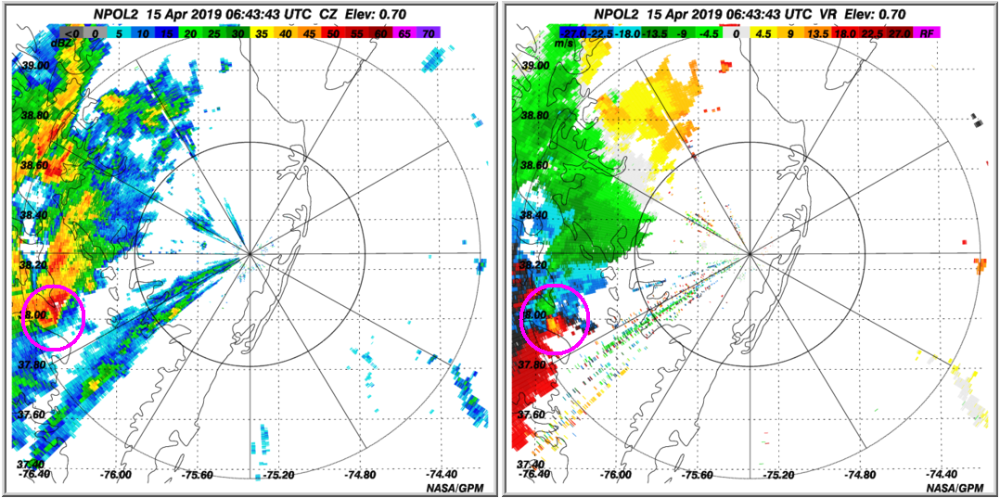 NPOL2 15 Apr 2019 06:43:43 UTC CZ Elev: 0.70
<0 0 5 10 15 20 25 30 35 40 45 50 55 60 65 70
dBZ
39.00
38.80
38.60
38.40
38.20
8.00
37.80
37.60
37.40
-76.40 -76.00 -75.60 -75.20 -74.80 -74.40
NASA/GPM
NPOL2 15 Apr 2019 06:43:43 UTC VR Elev: 0.70
27.0 -22.5 -18.0 -13.5 -9 -4.5 0 4.5 9 13.5 18.0 22.5 27.0 RF
m/s
39.00
38.80
38.60
38.40
38.20
8.00
37.80
37.60
37.40
-76.40 -76.00 -75.60 -75.20 -74.80 -74.40
NASA/GPM